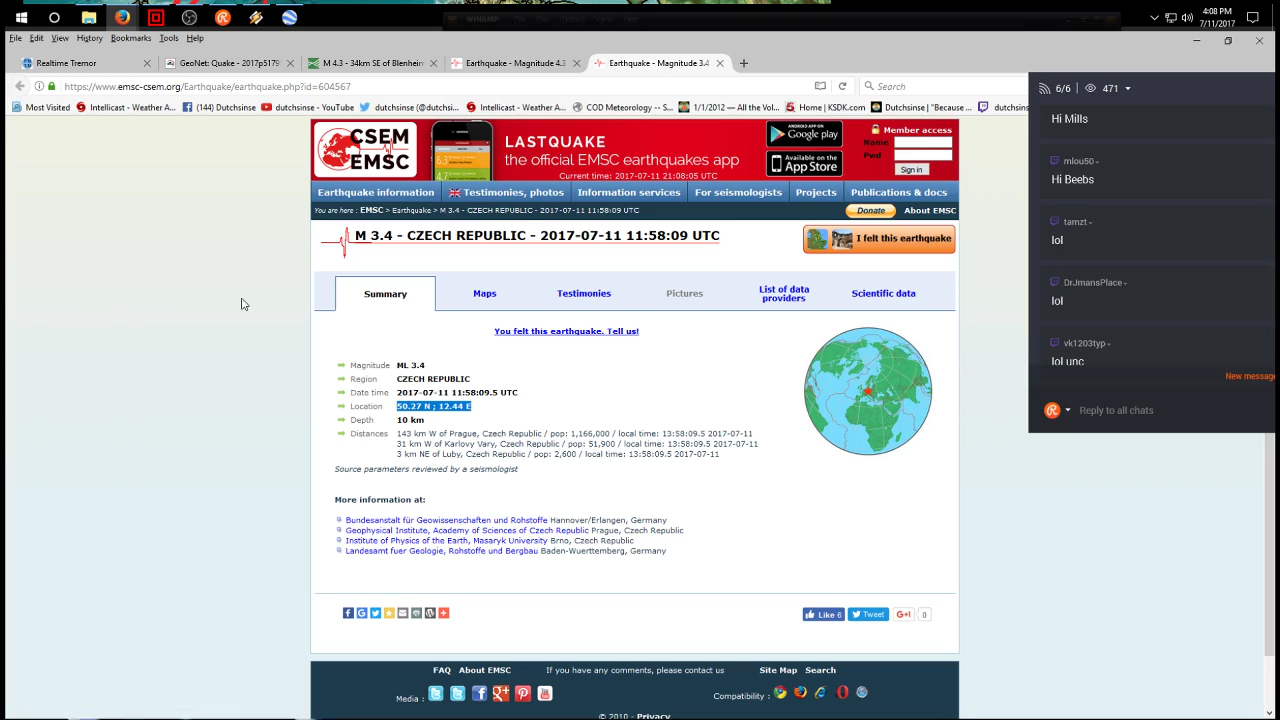 WINAMP
4:08 PM
7/11/2017
File Edit View History Bookmarks Tools Help
Realtime Tremor
GeoNet: Quake - 2017p5179
M 4.3 - 34km SE of Blenheim
Earthquake - Magnitude 4.3
Earthquake - Magnitude 3.4
https://www.emsc-csem.org/Earthquake/earthquake.php?id=604567
Search
Most Visited
Intellicast - Weather A...
(144) Dutchsinse
dutchsinse - YouTube
dutchsinse (@dutchsi...
Intellicast - Weather A...
COD Meteorology -- S...
1/1/2012 — All the Vol...
Home | KSDK.com
Dutchsinse | "Because ...
Dutchsin
6/6 | 471
Hi Mills
mlou50
Hi Beebs
tamzt
lol
DrJmansPlace
lol
vk1203typ
lol unc
New message
Reply to all chats
CSEM
EMSC
LASTQUAKE
the official EMSC earthquakes app
Current time: 2017-07-11 21:08:05 UTC
ANDROID APP ON
Google play
Available on the
App Store
Member access
Name
Pwd
Sign in
Earthquake information
Testimonies, photos
Information services
For seismologists
Projects
Publications & docs
You are here : EMSC > Earthquake > M 3.4 - CZECH REPUBLIC - 2017-07-11 11:58:09 UTC
Donate
About EMSC
M 3.4 - CZECH REPUBLIC - 2017-07-11 11:58:09 UTC
I felt this earthquake
Summary
Maps
Testimonies
Pictures
List of data
providers
Scientific data
You felt this earthquake. Tell us!
Magnitude ML 3.4
Region CZECH REPUBLIC
Date time 2017-07-11 11:58:09.5 UTC
Location 50.27 N ; 12.44 E
Depth 10 km
Distances 143 km W of Prague, Czech Republic / pop: 1,166,000 / local time: 13:58:09.5 2017-07-11
31 km W of Karlovy Vary, Czech Republic / pop: 51,900 / local time: 13:58:09.5 2017-07-11
3 km NE of Luby, Czech Republic / pop: 2,600 / local time: 13:58:09.5 2017-07-11
Source parameters reviewed by a seismologist
More information at:
Bundesanstalt für Geowissenschaften und Rohstoffe Hannover/Erlangen, Germany
Geophysical Institute, Academy of Sciences of Czech Republic Prague, Czech Republic
Institute of Physics of the Earth, Masaryk University Brno, Czech Republic
Landesamt fuer Geologie, Rohstoffe und Bergbau Baden-Wuerttemberg, Germany
Like 6
Tweet
G+1 0
FAQ About EMSC
If you have any comments, please contact us
Site Map Search
Media :
Compatibility :
© 2010 - Privacy